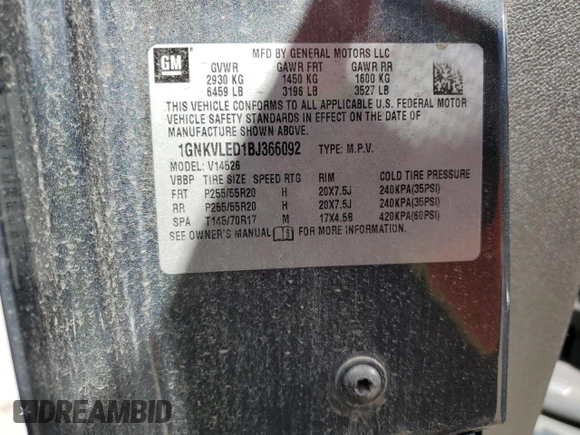 GM
MFD BY GENERAL MOTORS LLC
GVWR GAWR FRT GAWR RR
2930 KG 1450 KG 1600 KG
6459 LB 3196 LB 3527 LB
THIS VEHICLE CONFORMS TO ALL APPLICABLE U.S. FEDERAL MOTOR
VEHICLE SAFETY STANDARDS IN EFFECT ON THE DATE OF
MANUFACTURE SHOWN ABOVE.
1GNKVLED1BJ366092 TYPE: M.P.V.
MODEL: V14526
VBBP TIRE SIZE SPEED RTG RIM COLD TIRE PRESSURE
FRT P255/55R20 H 20X7.5J 240KPA(35PSI)
RR P255/55R20 H 20X7.5J 240KPA(35PSI)
SPA T145/70R17 M 17X4.5B 420KPA(60PSI)
SEE OWNER'S MANUAL FOR MORE INFORMATION.
DREAMBID